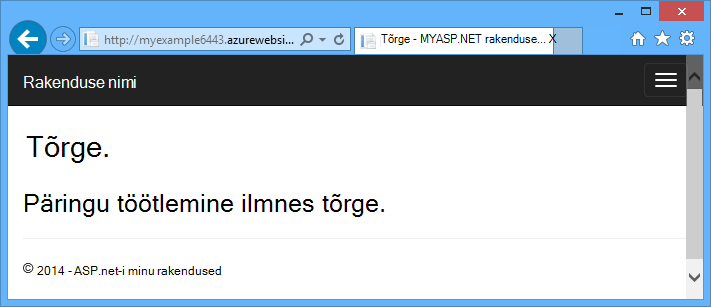 http://myexample6443.azurewebsi...
Tõrge - MYASP.NET rakenduse... X
Rakenduse nimi
Tõrge.
Päringu töötlemine ilmnes tõrge.
© 2014 - ASP.net-i minu rakendused